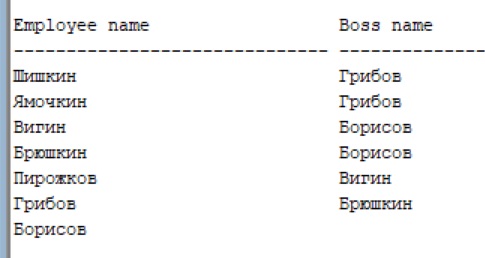 Employee name Boss name
------------------------------ --------------
Шишкин Грибов
Ямочкин Грибов
Вигин Борисов
Брюшкин Борисов
Пирожков Вигин
Грибов Брюшкин
Борисов